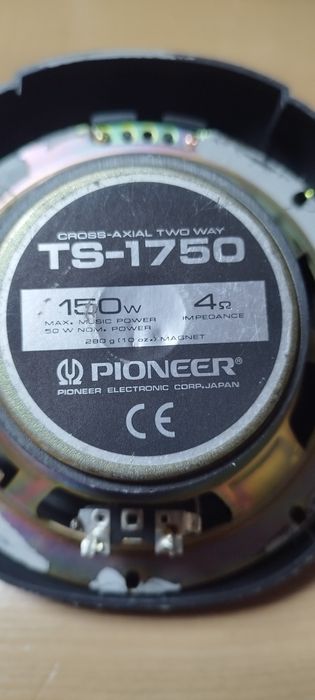 CROSS-AXIAL TWO WAY
TS-1750
150W 4Ω
MAX. MUSIC POWER IMPEDANCE
50 W NOM. POWER
280 g (10 oz.) MAGNET
PIONEER®
PIONEER ELECTRONIC CORP. JAPAN
CE